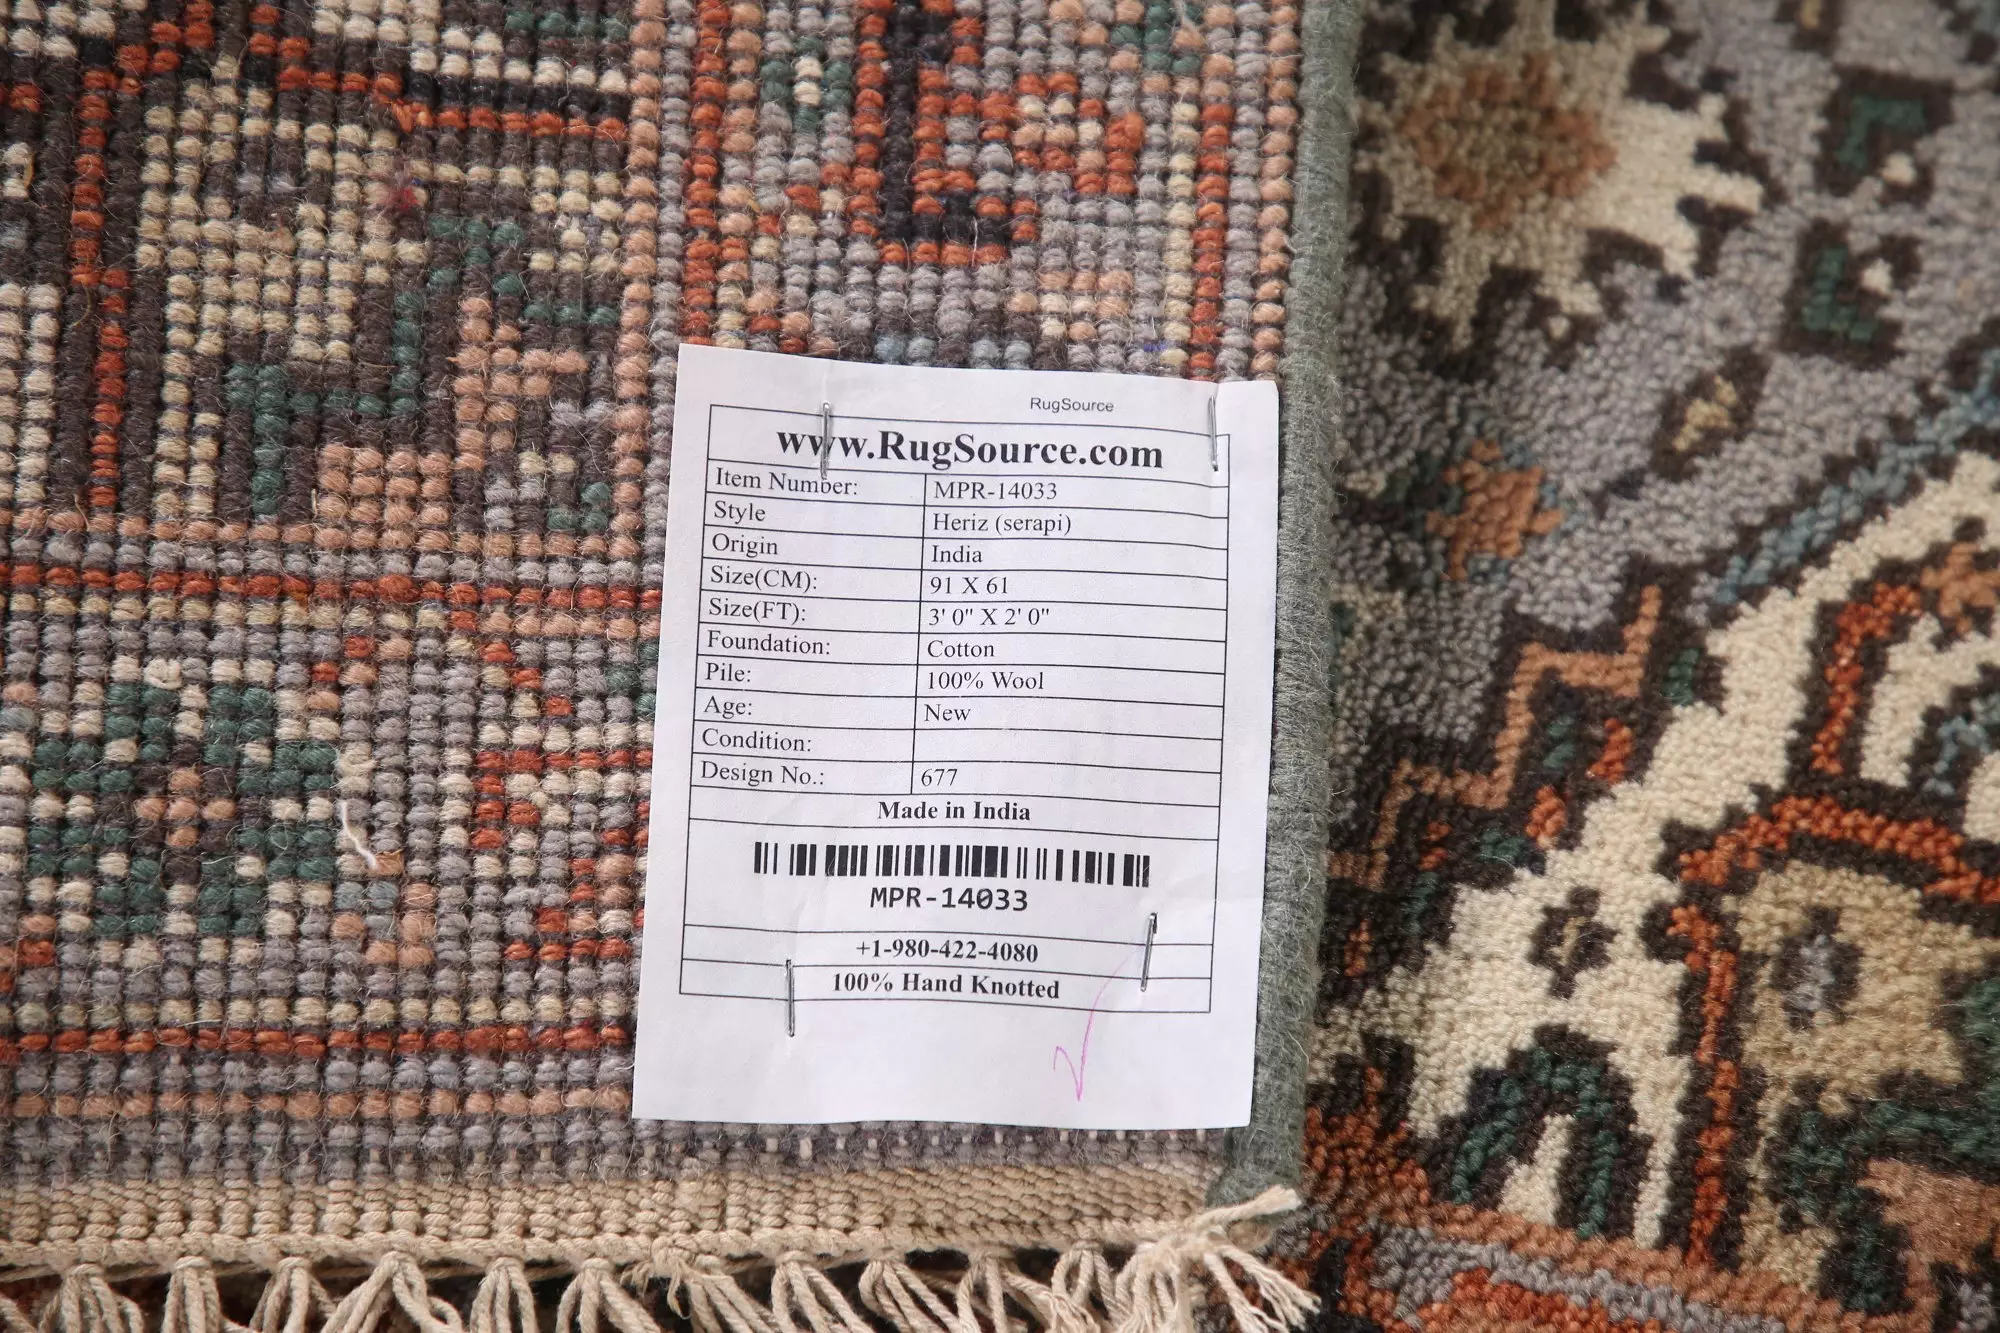 RugSource
www.RugSource.com
Item Number: MPR-14033
Style Heriz (serapi)
Origin India
Size(CM): 91 X 61
Size(FT): 3' 0" X 2' 0"
Foundation: Cotton
Pile: 100% Wool
Age: New
Condition:
Design No.: 677
Made in India
MPR-14033
+1-980-422-4080
100% Hand Knotted